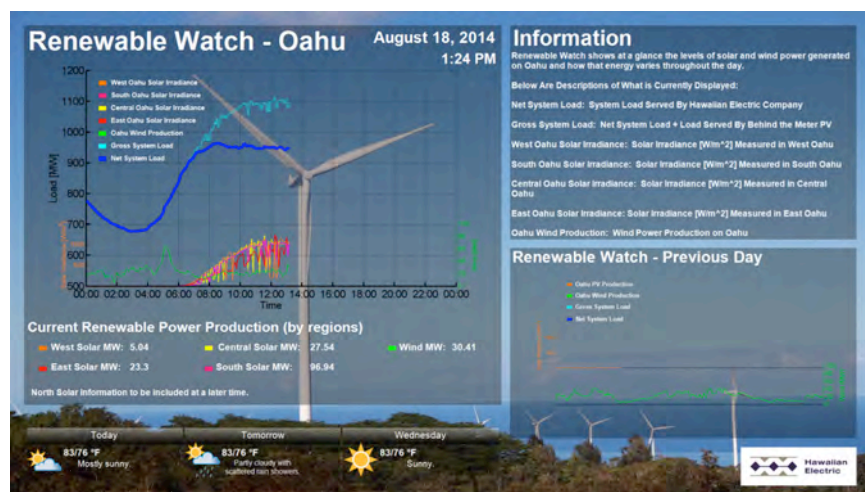 Renewable Watch - Oahu
August 18, 2014
1:24 PM
1200
1100
1000
900
800
700
600
500
Load [MW]
West Oahu Solar Irradiance
South Oahu Solar Irradiance
Central Oahu Solar Irradiance
East Oahu Solar Irradiance
Oahu Wind Production
Gross System Load
Net System Load
00:00 02:00 04:00 06:00 08:00 10:00 12:00 14:00 16:00 18:00 20:00 22:00 00:00
Time
Current Renewable Power Production (by regions)
West Solar MW: 5.04 Central Solar MW: 27.54 Wind MW: 30.41
East Solar MW: 23.3 South Solar MW: 96.94
North Solar information to be included at a later time.
Information
Renewable Watch shows at a glance the levels of solar and wind power generated
on Oahu and how that energy varies throughout the day.
Below Are Descriptions of What is Currently Displayed:
Net System Load: System Load Served By Hawaiian Electric Company
Gross System Load: Net System Load + Load Served By Behind the Meter PV
West Oahu Solar Irradiance: Solar Irradiance [W/m^2] Measured in West Oahu
South Oahu Solar Irradiance: Solar Irradiance [W/m^2] Measured in South Oahu
Central Oahu Solar Irradiance: Solar Irradiance [W/m^2] Measured in Central
Oahu
East Oahu Solar Irradiance: Solar Irradiance [W/m^2] Measured in East Oahu
Oahu Wind Production: Wind Power Production on Oahu
Renewable Watch - Previous Day
Oahu PV Production
Oahu Wind Production
Gross System Load
Net System Load
Today
83/76 °F
Mostly sunny.
Tomorrow
83/76 °F
Partly cloudy with
scattered rain showers.
Wednesday
83/76 °F
Sunny.
Hawaiian
Electric